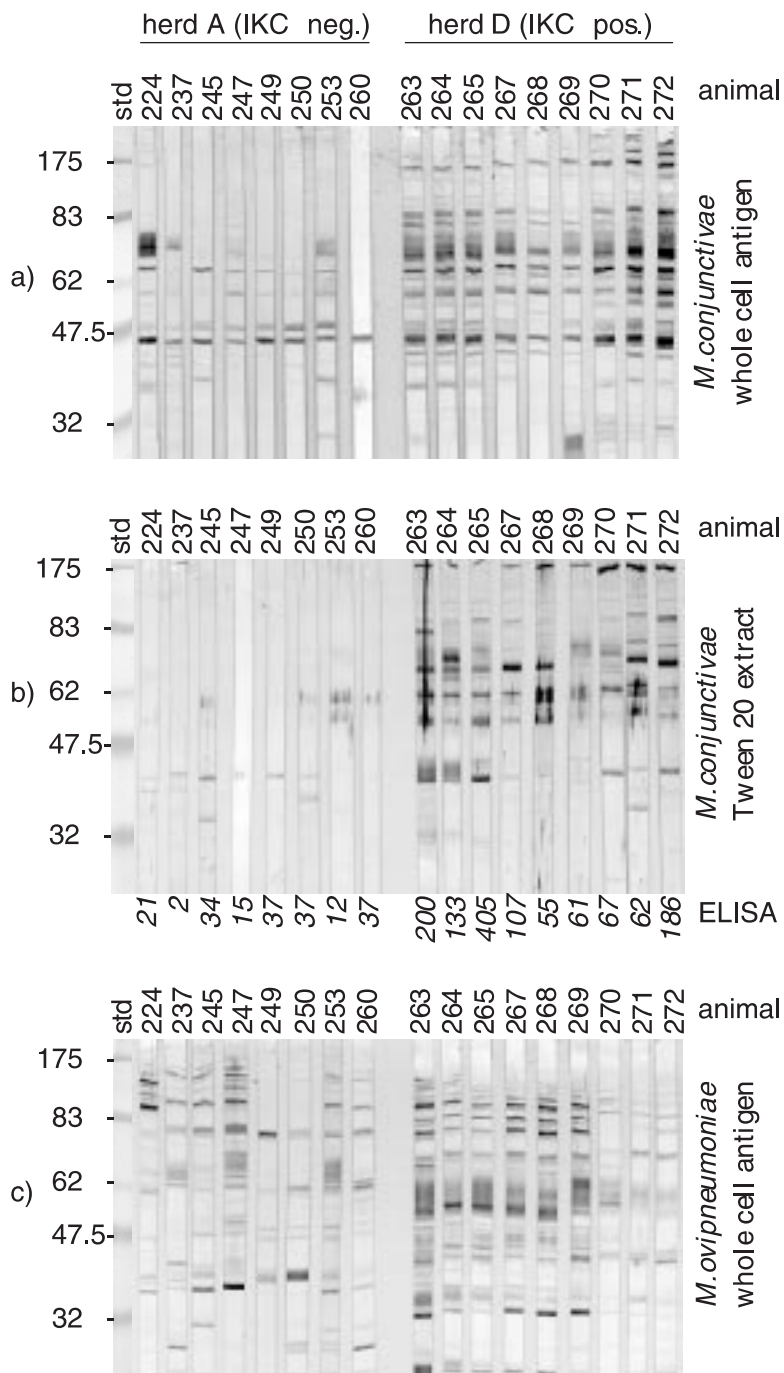 herd A (IKC neg.) herd D (IKC pos.)
std 224 237 245 247 249 250 253 260 263 264 265 267 268 269 270 271 272 animal
175
83
62
47.5
32
a)
M.conjunctivae
whole cell antigen
std 224 237 245 247 249 250 253 260 263 264 265 267 268 269 270 271 272 animal
175
83
62
47.5
32
b)
M.conjunctivae
Tween 20 extract
21 2 34 15 37 37 12 37 200 133 405 107 55 61 67 62 186 ELISA
std 224 237 245 247 249 250 253 260 263 264 265 267 268 269 270 271 272 animal
175
83
62
47.5
32
c)
M.ovipneumoniae
whole cell antigen